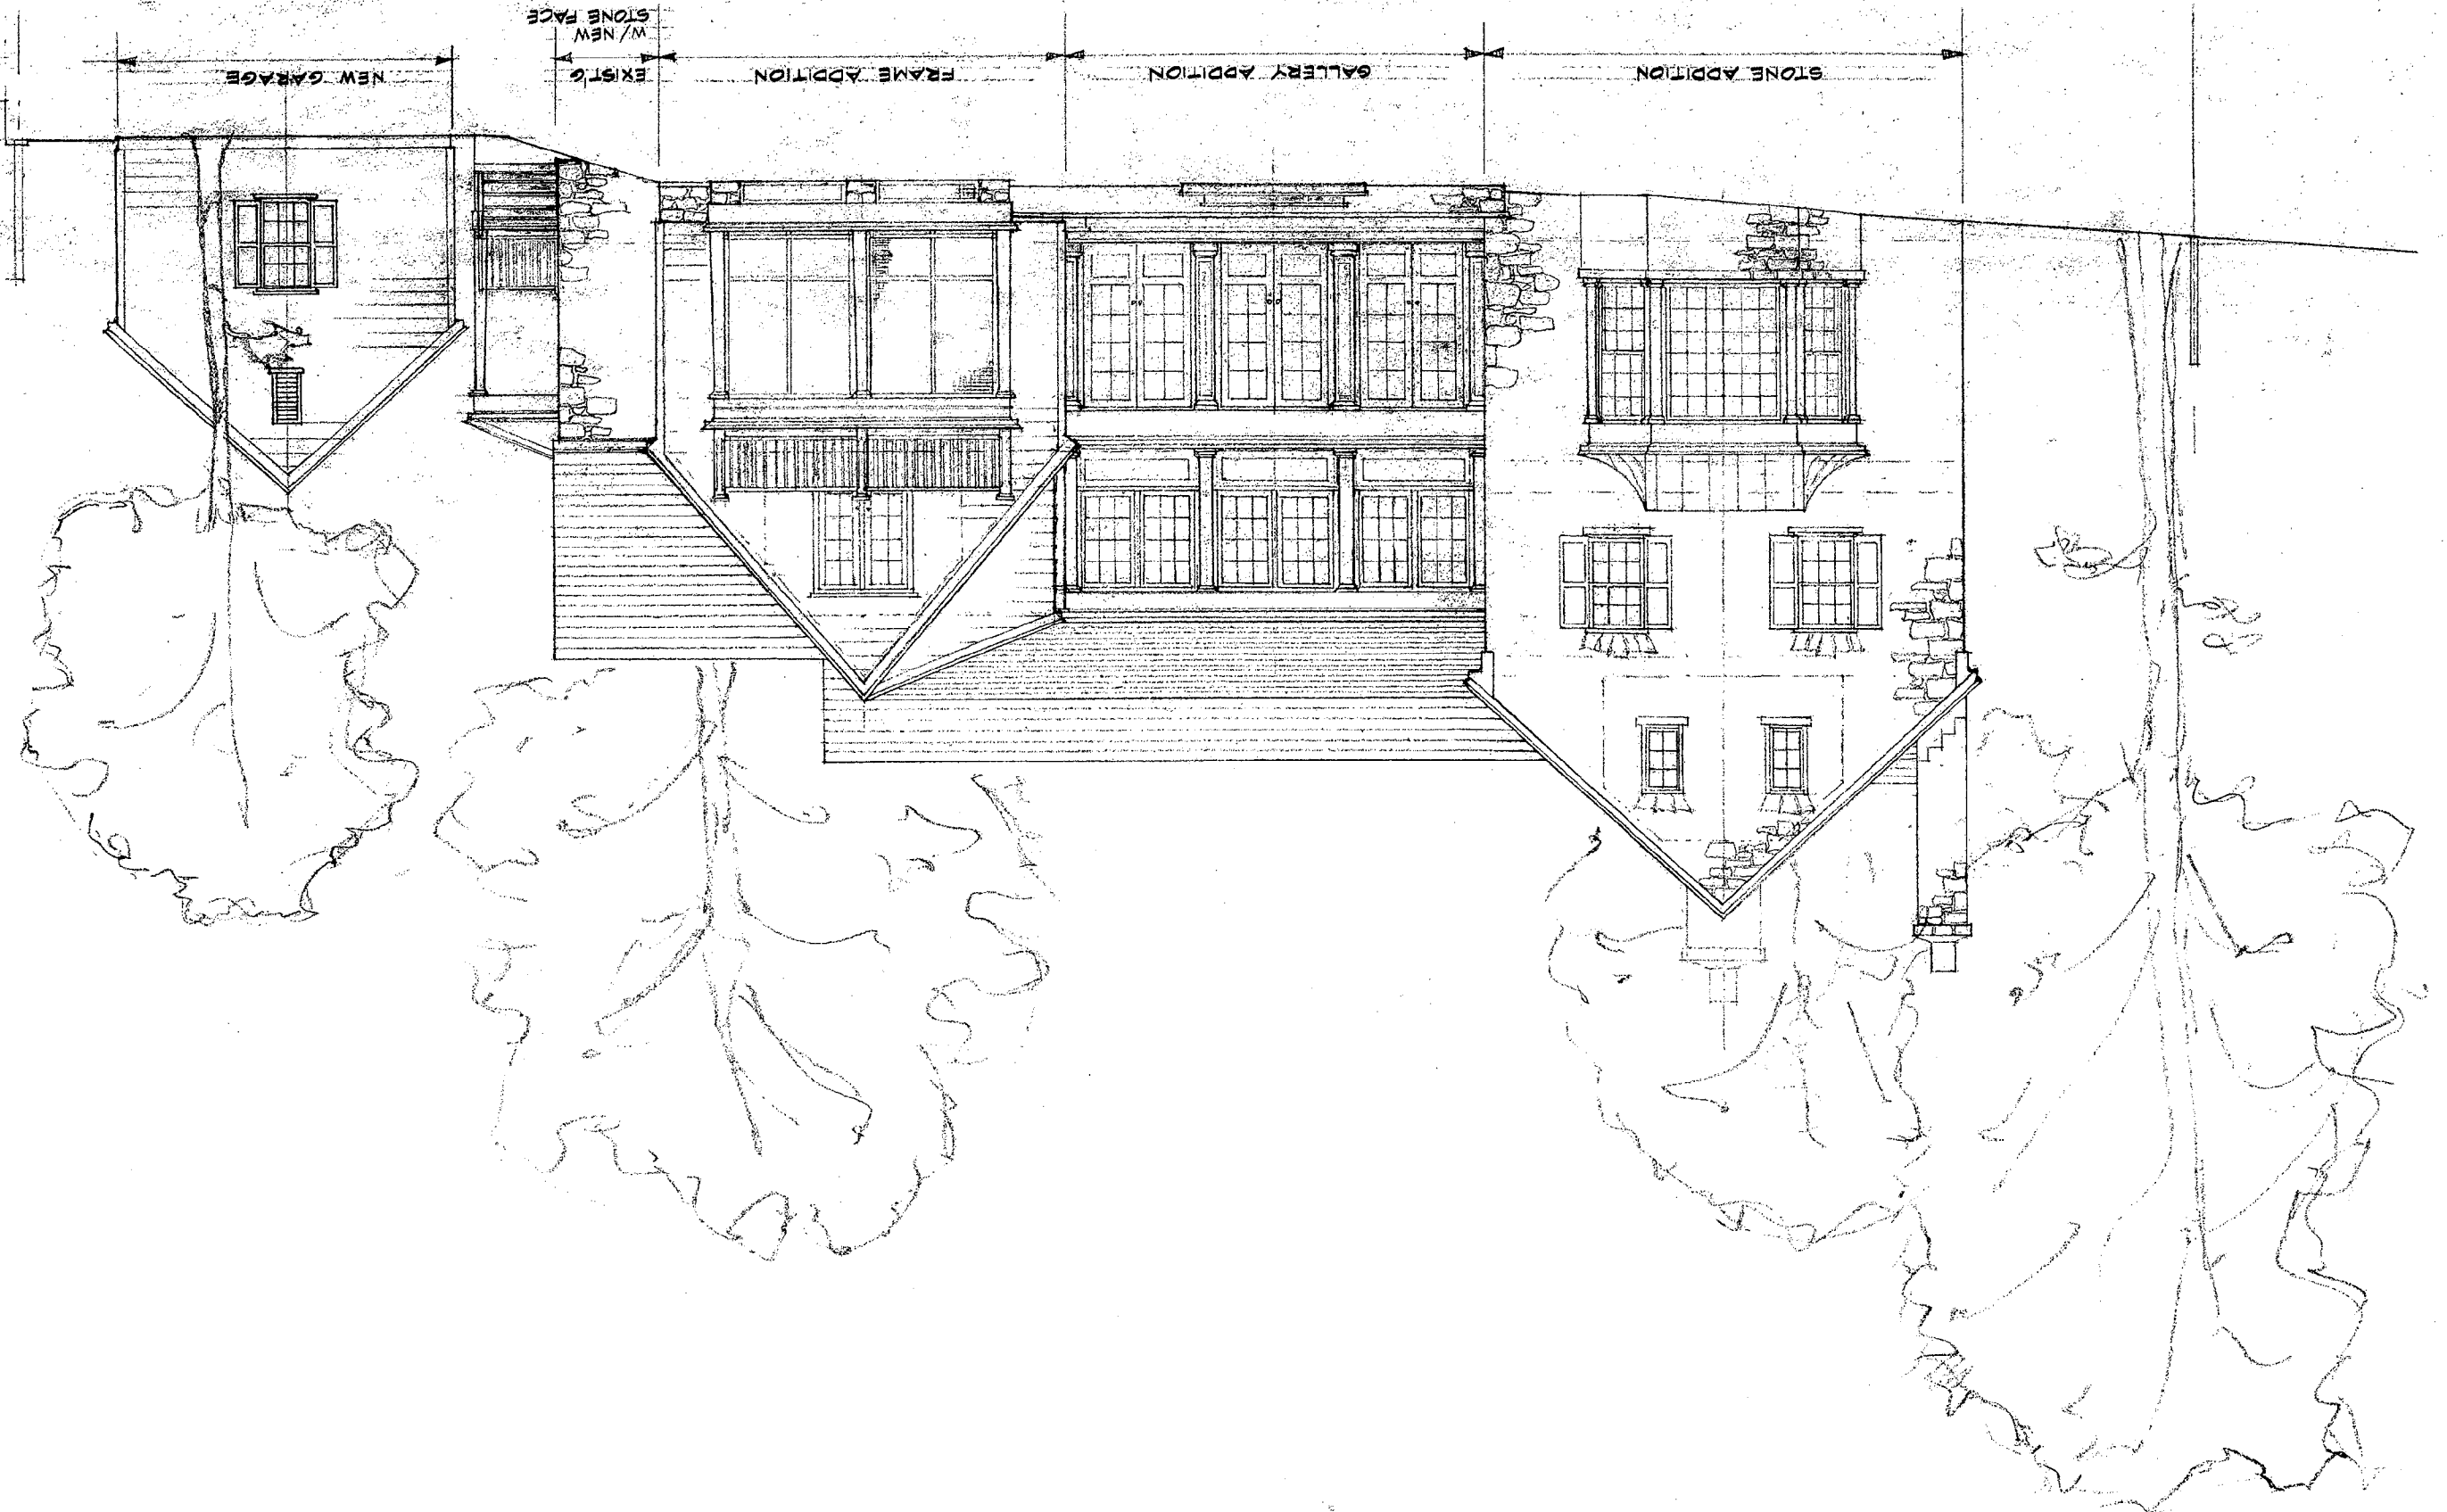 STONE ADDITION
GALLERY ADDITION
FRAME ADDITION
EXIST'G
W/ NEW
STONE FACE
NEW GARAGE